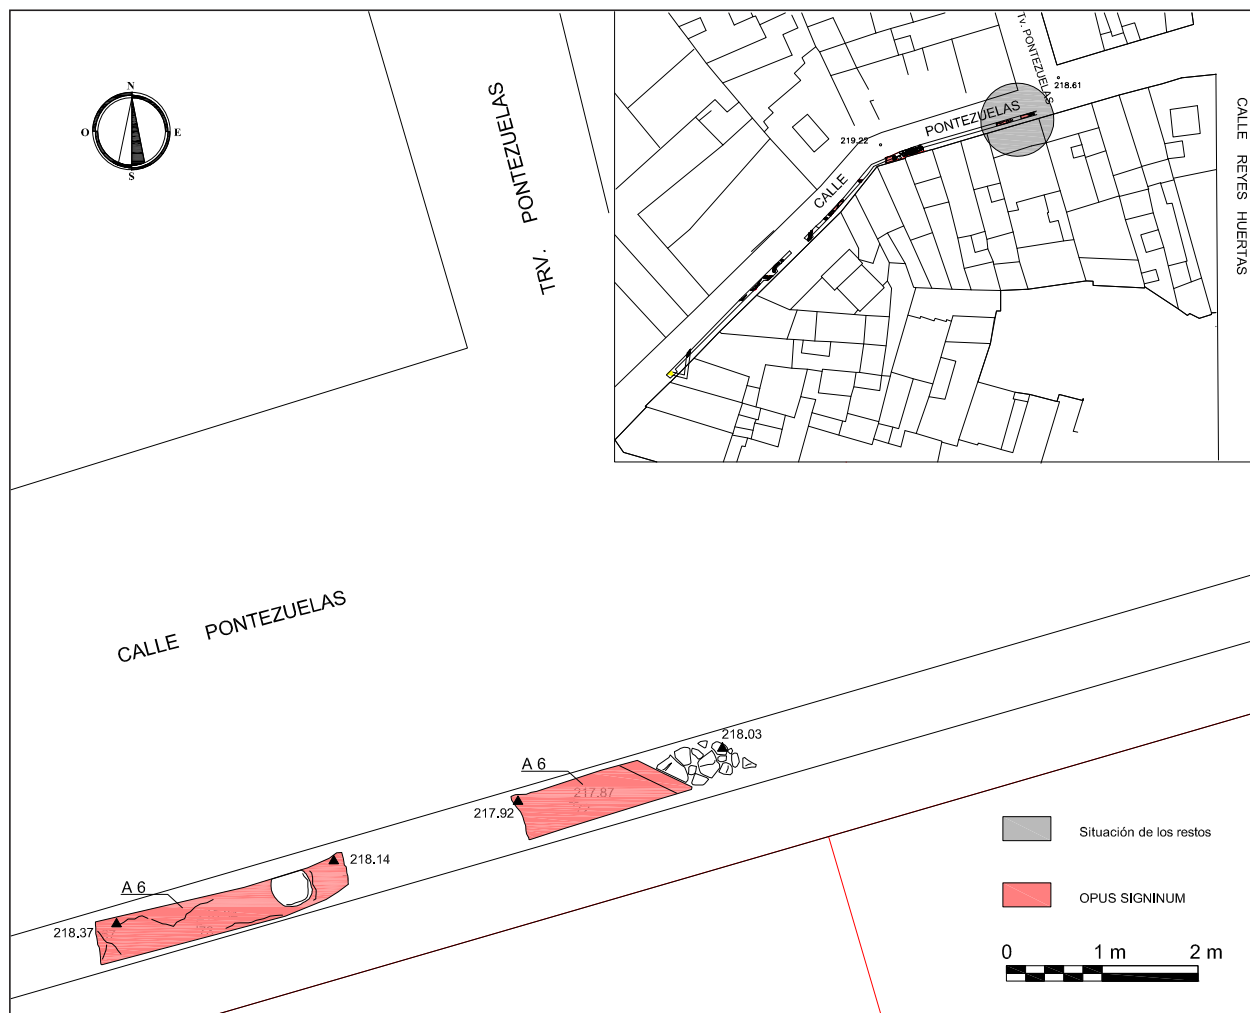 N
O E
S
TRV. PONTEZUELAS
Tv. PONTEZUELAS
218.61
PONTEZUELAS
219.22
CALLE
CALLE REYES HUERTAS
CALLE PONTEZUELAS
218.03
A 6
217.87
217.92
218.14
A 6
218.37
Situación de los restos
OPUS SIGNINUM
0 1 m 2 m